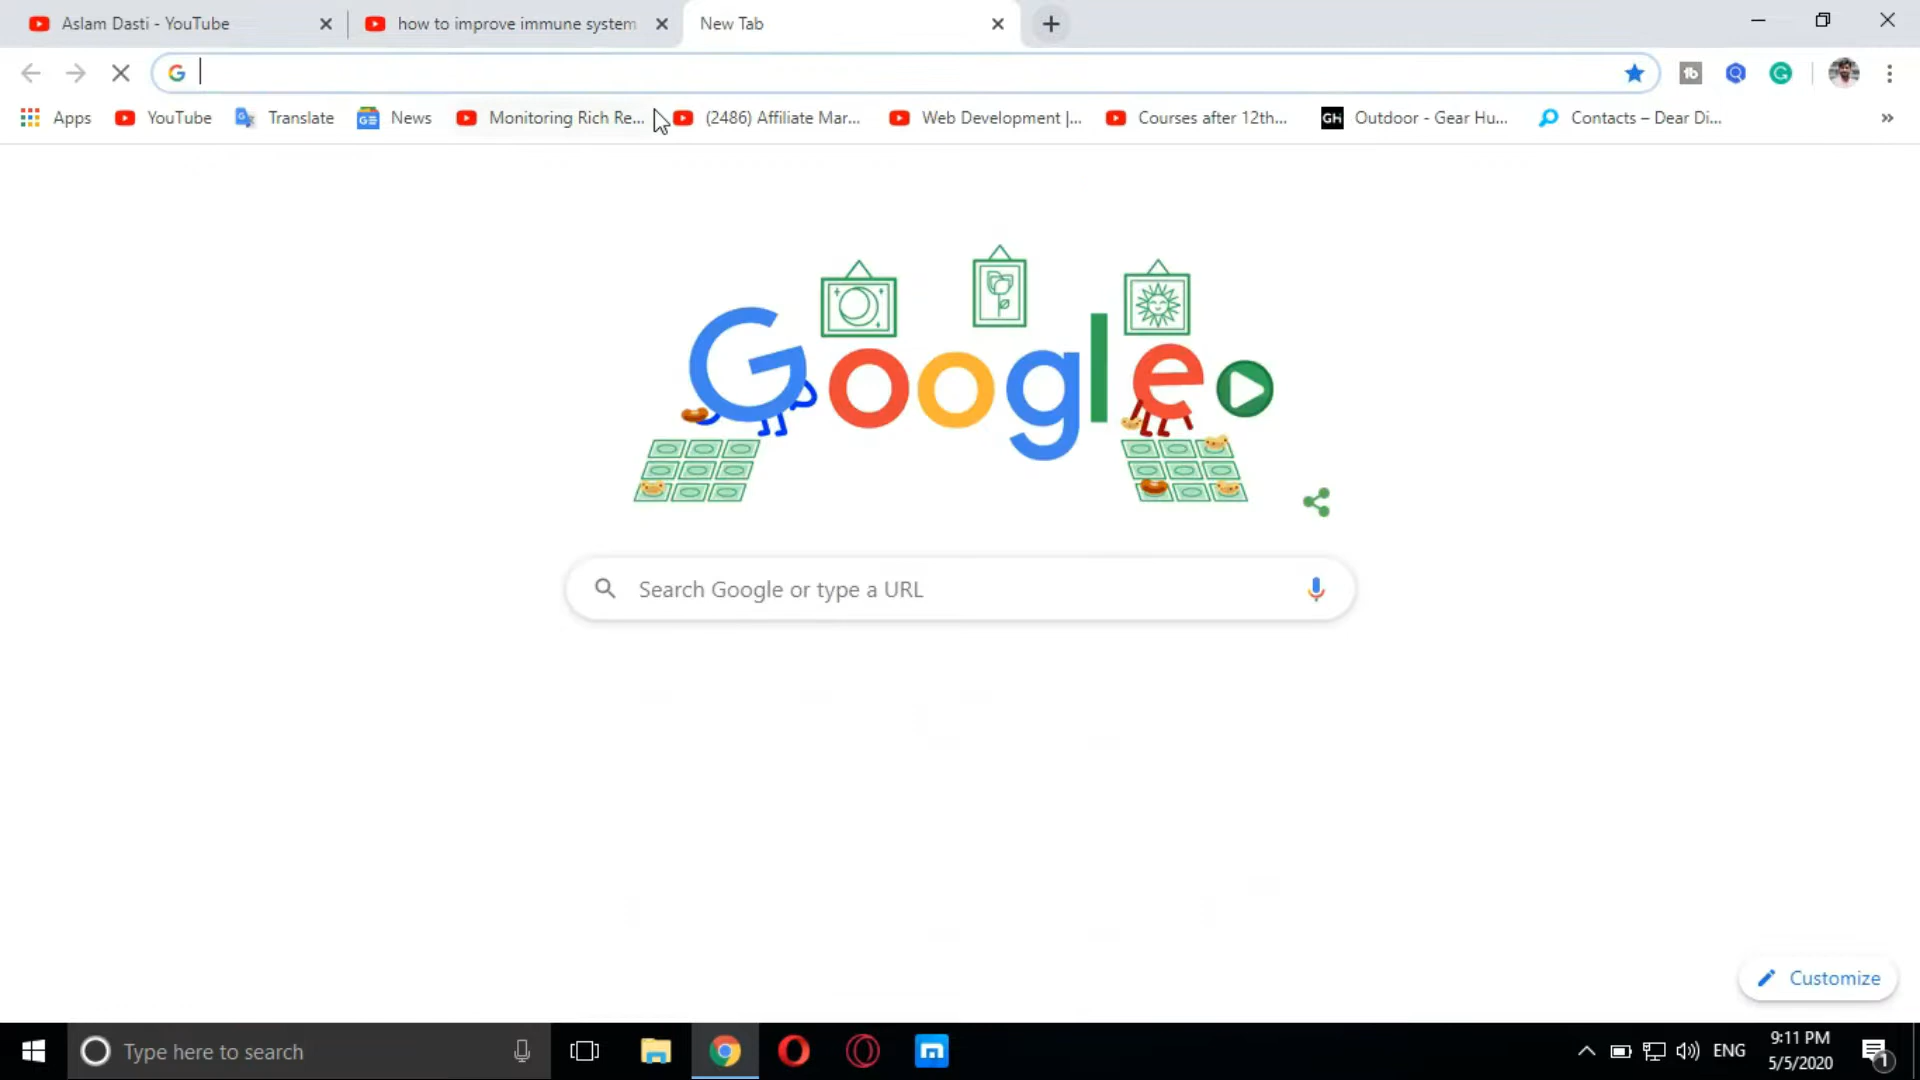 Aslam Dasti - YouTube
how to improve immune system
New Tab
Apps
YouTube
Translate
News
Monitoring Rich Re...
(2486) Affiliate Mar...
Web Development |...
Courses after 12th...
GH
Outdoor - Gear Hu...
Contacts – Dear Di...
Google
Search Google or type a URL
Customize
Type here to search
ENG
9:11 PM
5/5/2020
1